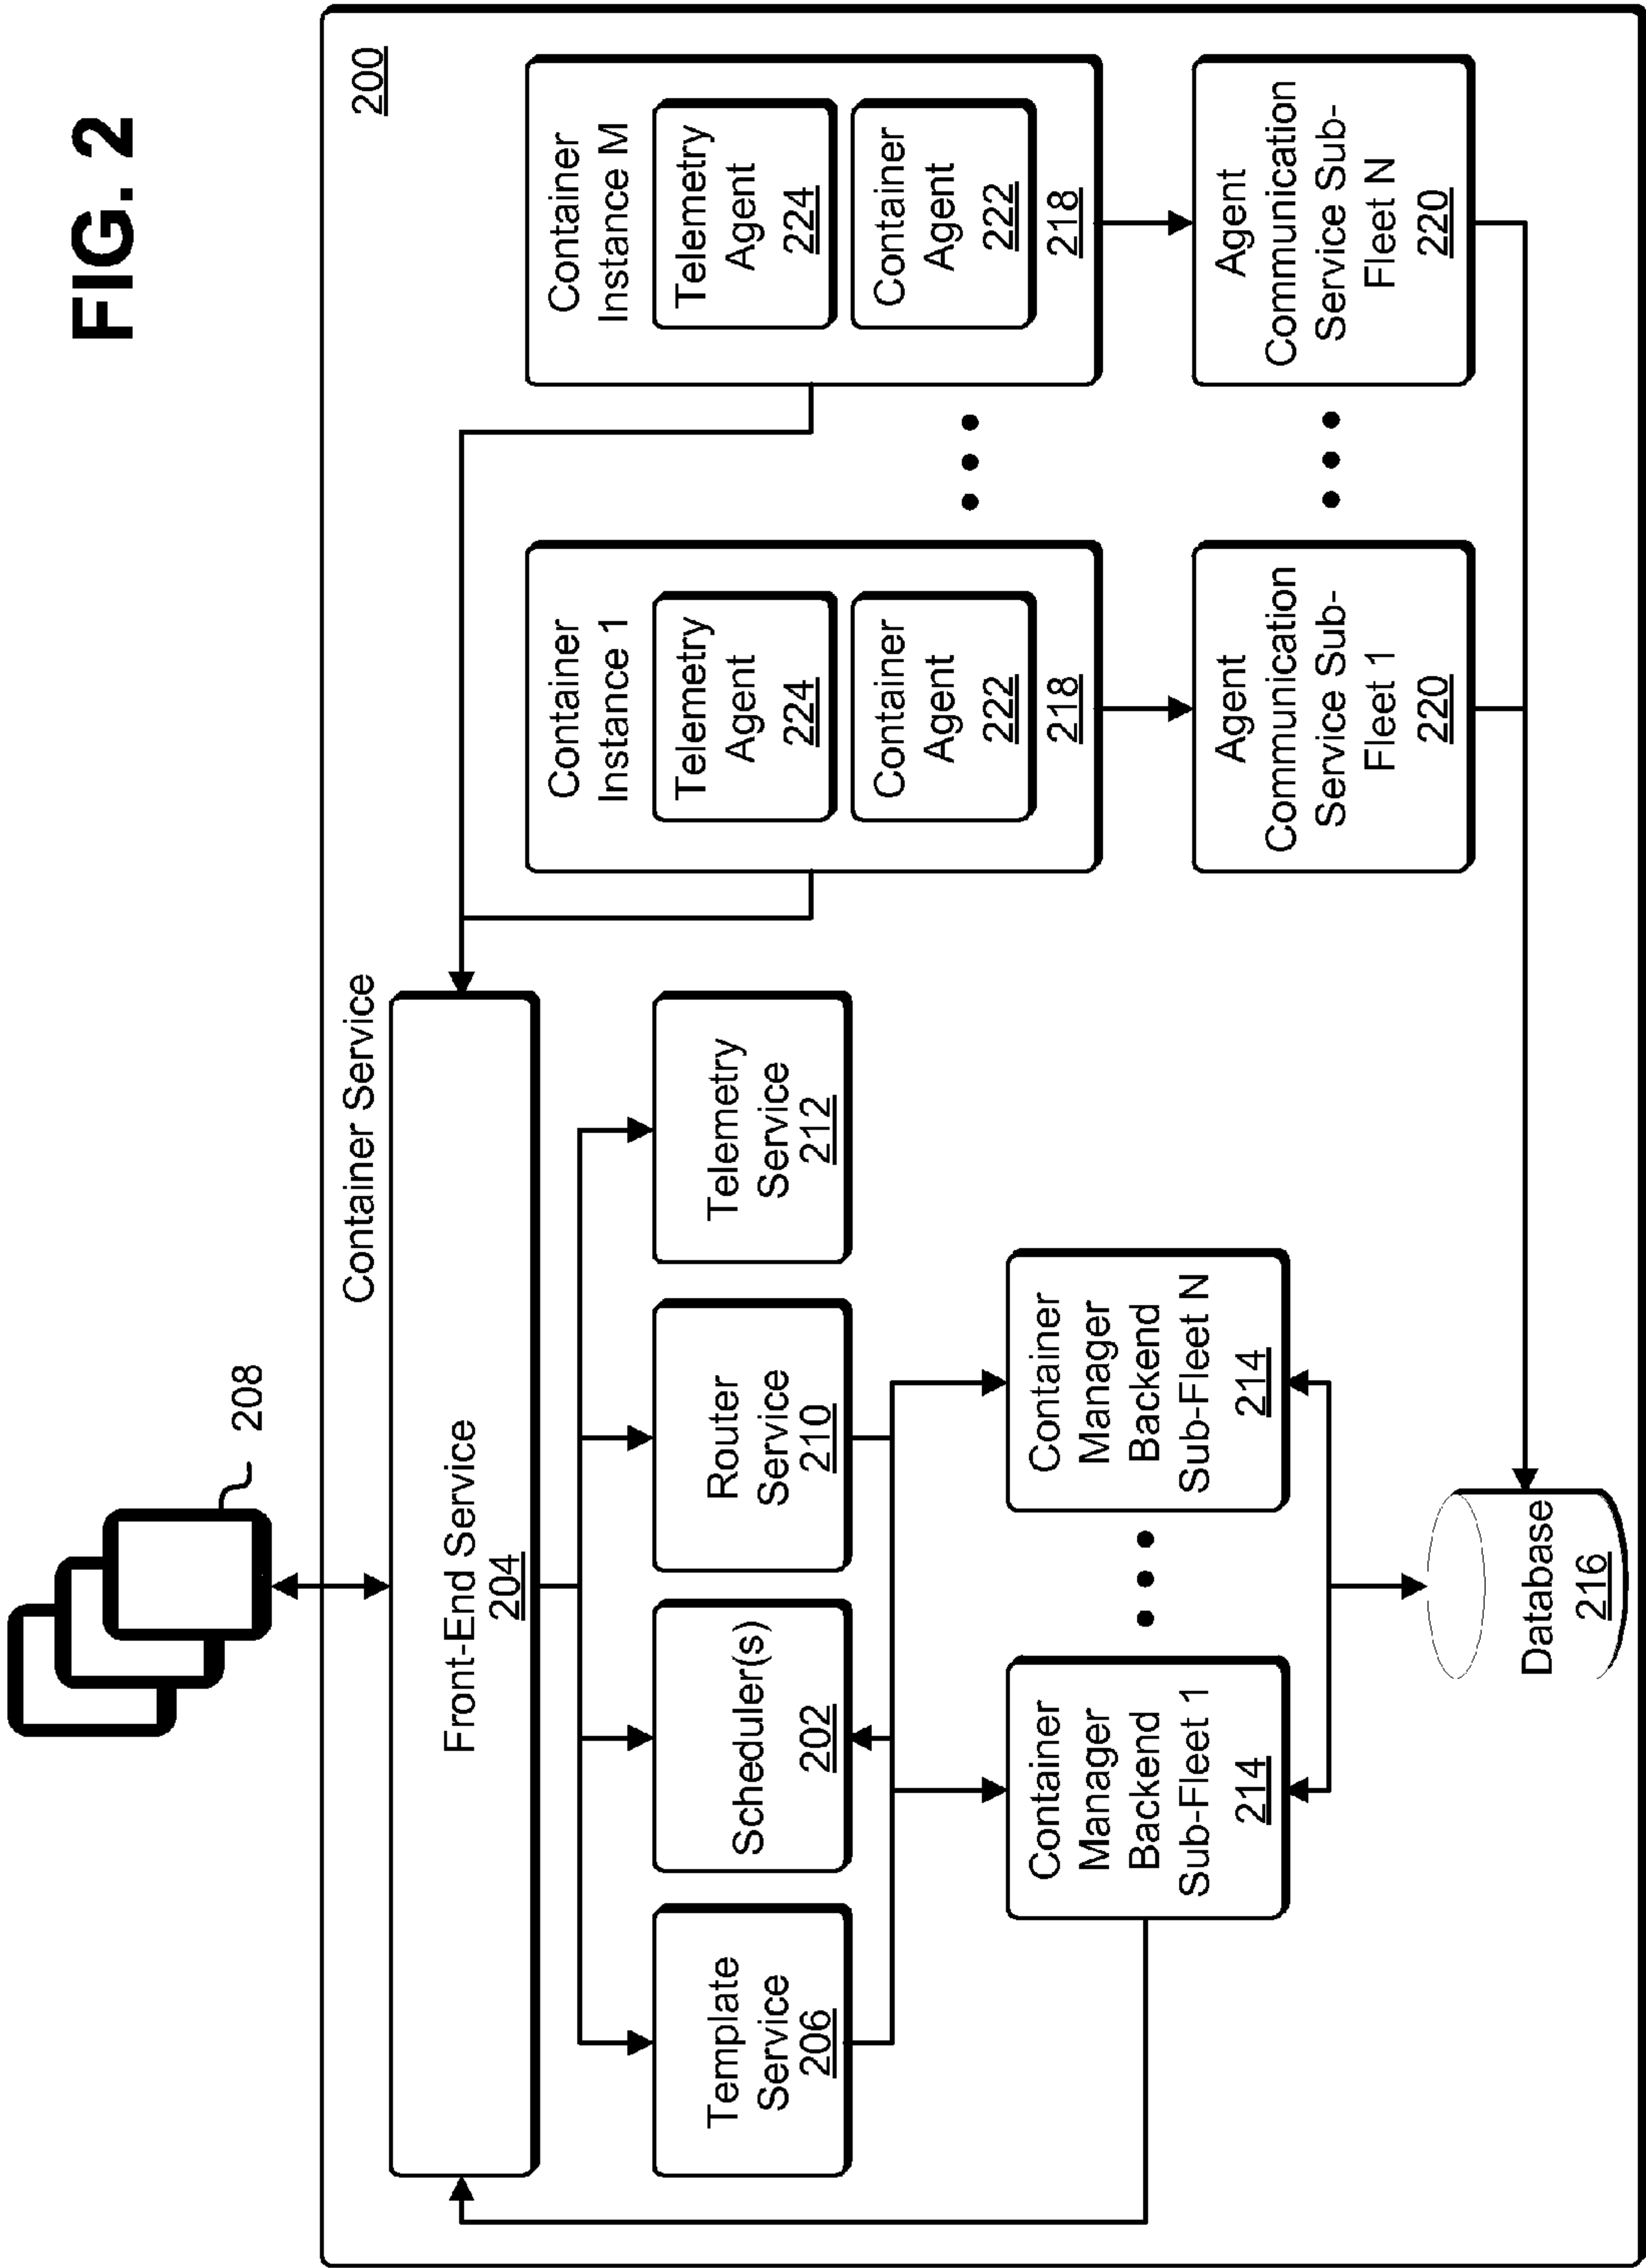 FIG. 2
200
208
Container Service
Front-End Service
204
Template
Service
206
Scheduler(s)
202
Router
Service
210
Telemetry
Service
212
Container
Manager
Backend
Sub-Fleet 1
214
Container
Manager
Backend
Sub-Fleet N
214
Database
216
Container
Instance 1
Telemetry
Agent
224
Container
Agent
222
218
Container
Instance M
Telemetry
Agent
224
Container
Agent
222
218
Agent
Communication
Service Sub-
Fleet 1
220
Agent
Communication
Service Sub-
Fleet N
220